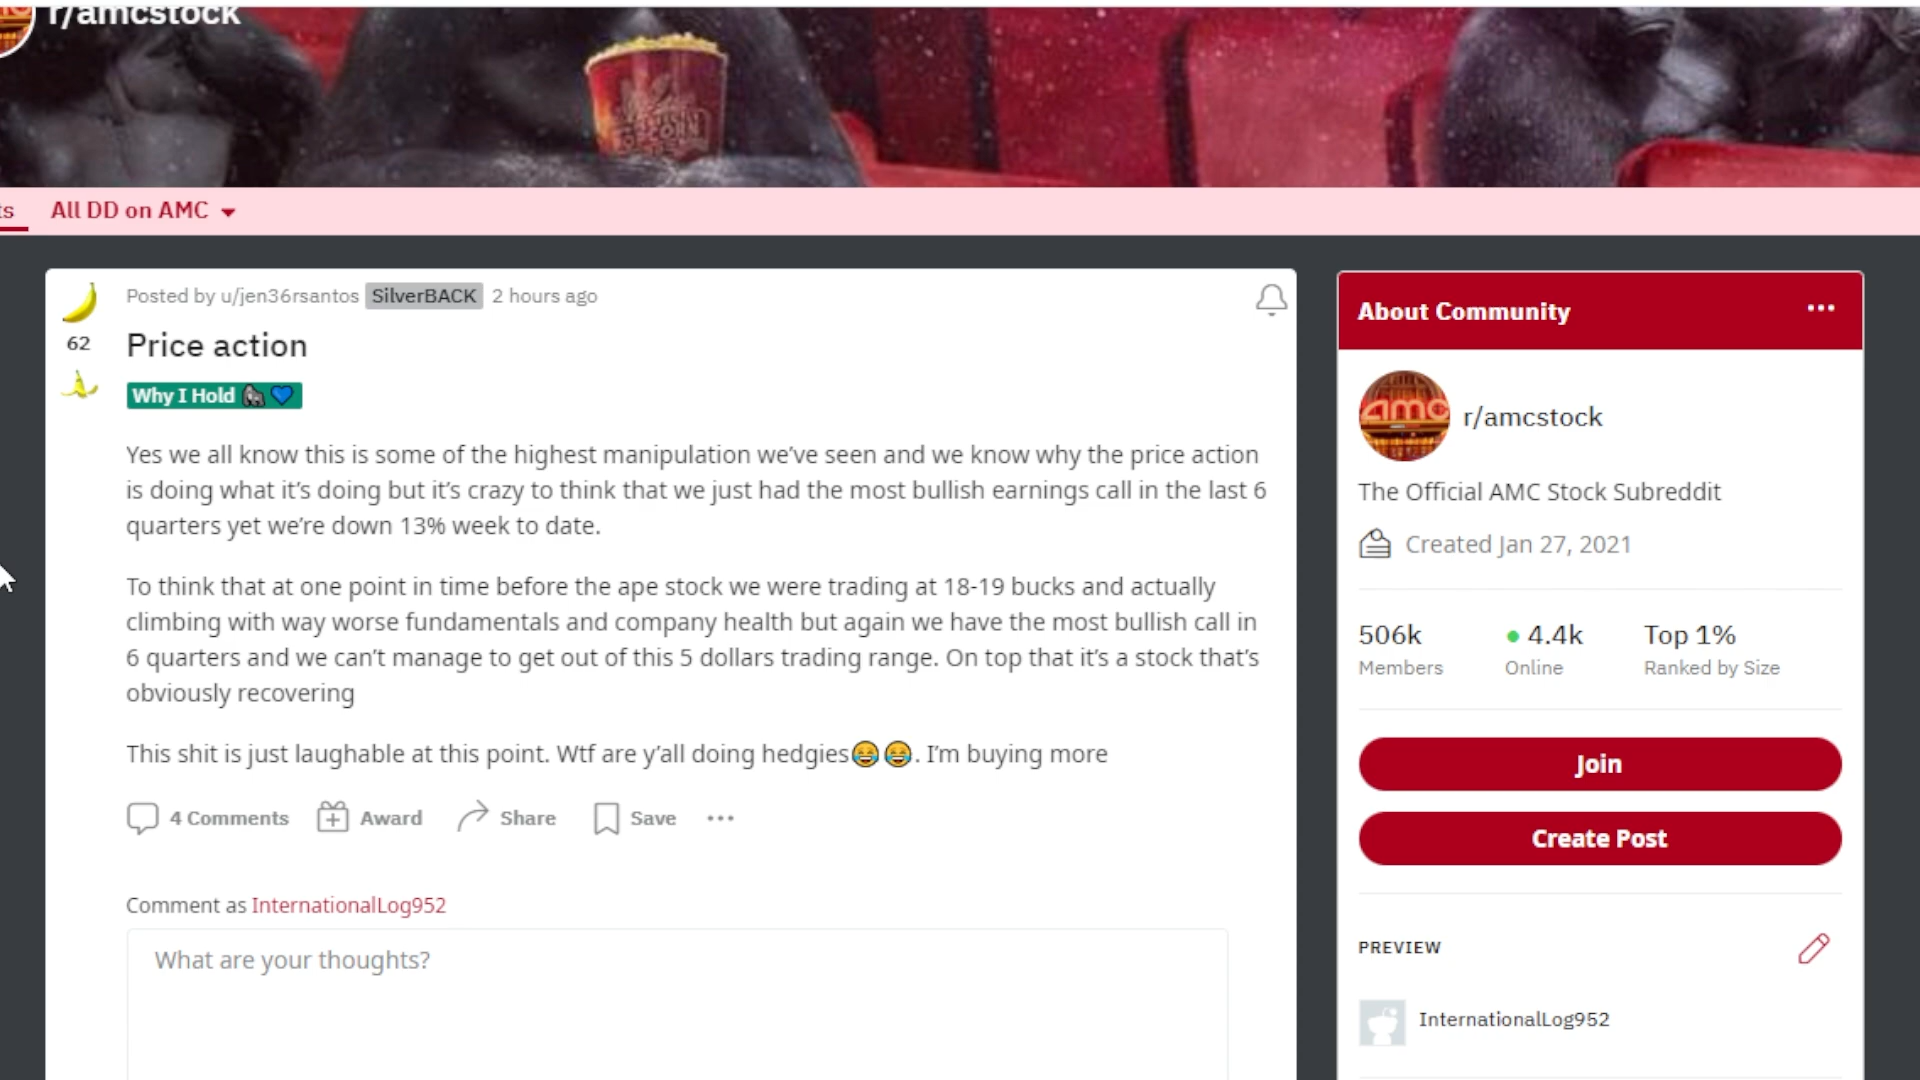 r/amcstock
ts
All DD on AMC
Posted by u/jen36rsantos SilverBACK 2 hours ago
62
Price action
Why I Hold 🦍💙
Yes we all know this is some of the highest manipulation we've seen and we know why the price action
is doing what it's doing but it's crazy to think that we just had the most bullish earnings call in the last 6
quarters yet we're down 13% week to date.
To think that at one point in time before the ape stock we were trading at 18-19 bucks and actually
climbing with way worse fundamentals and company health but again we have the most bullish call in
6 quarters and we can't manage to get out of this 5 dollars trading range. On top that it's a stock that's
obviously recovering
This shit is just laughable at this point. Wtf are y'all doing hedgies😂😂. I'm buying more
4 Comments Award Share Save ···
Comment as InternationalLog952
What are your thoughts?
About Community ···
amc
r/amcstock
The Official AMC Stock Subreddit
Created Jan 27, 2021
506k 4.4k Top 1%
Members Online Ranked by Size
Join
Create Post
PREVIEW
InternationalLog952